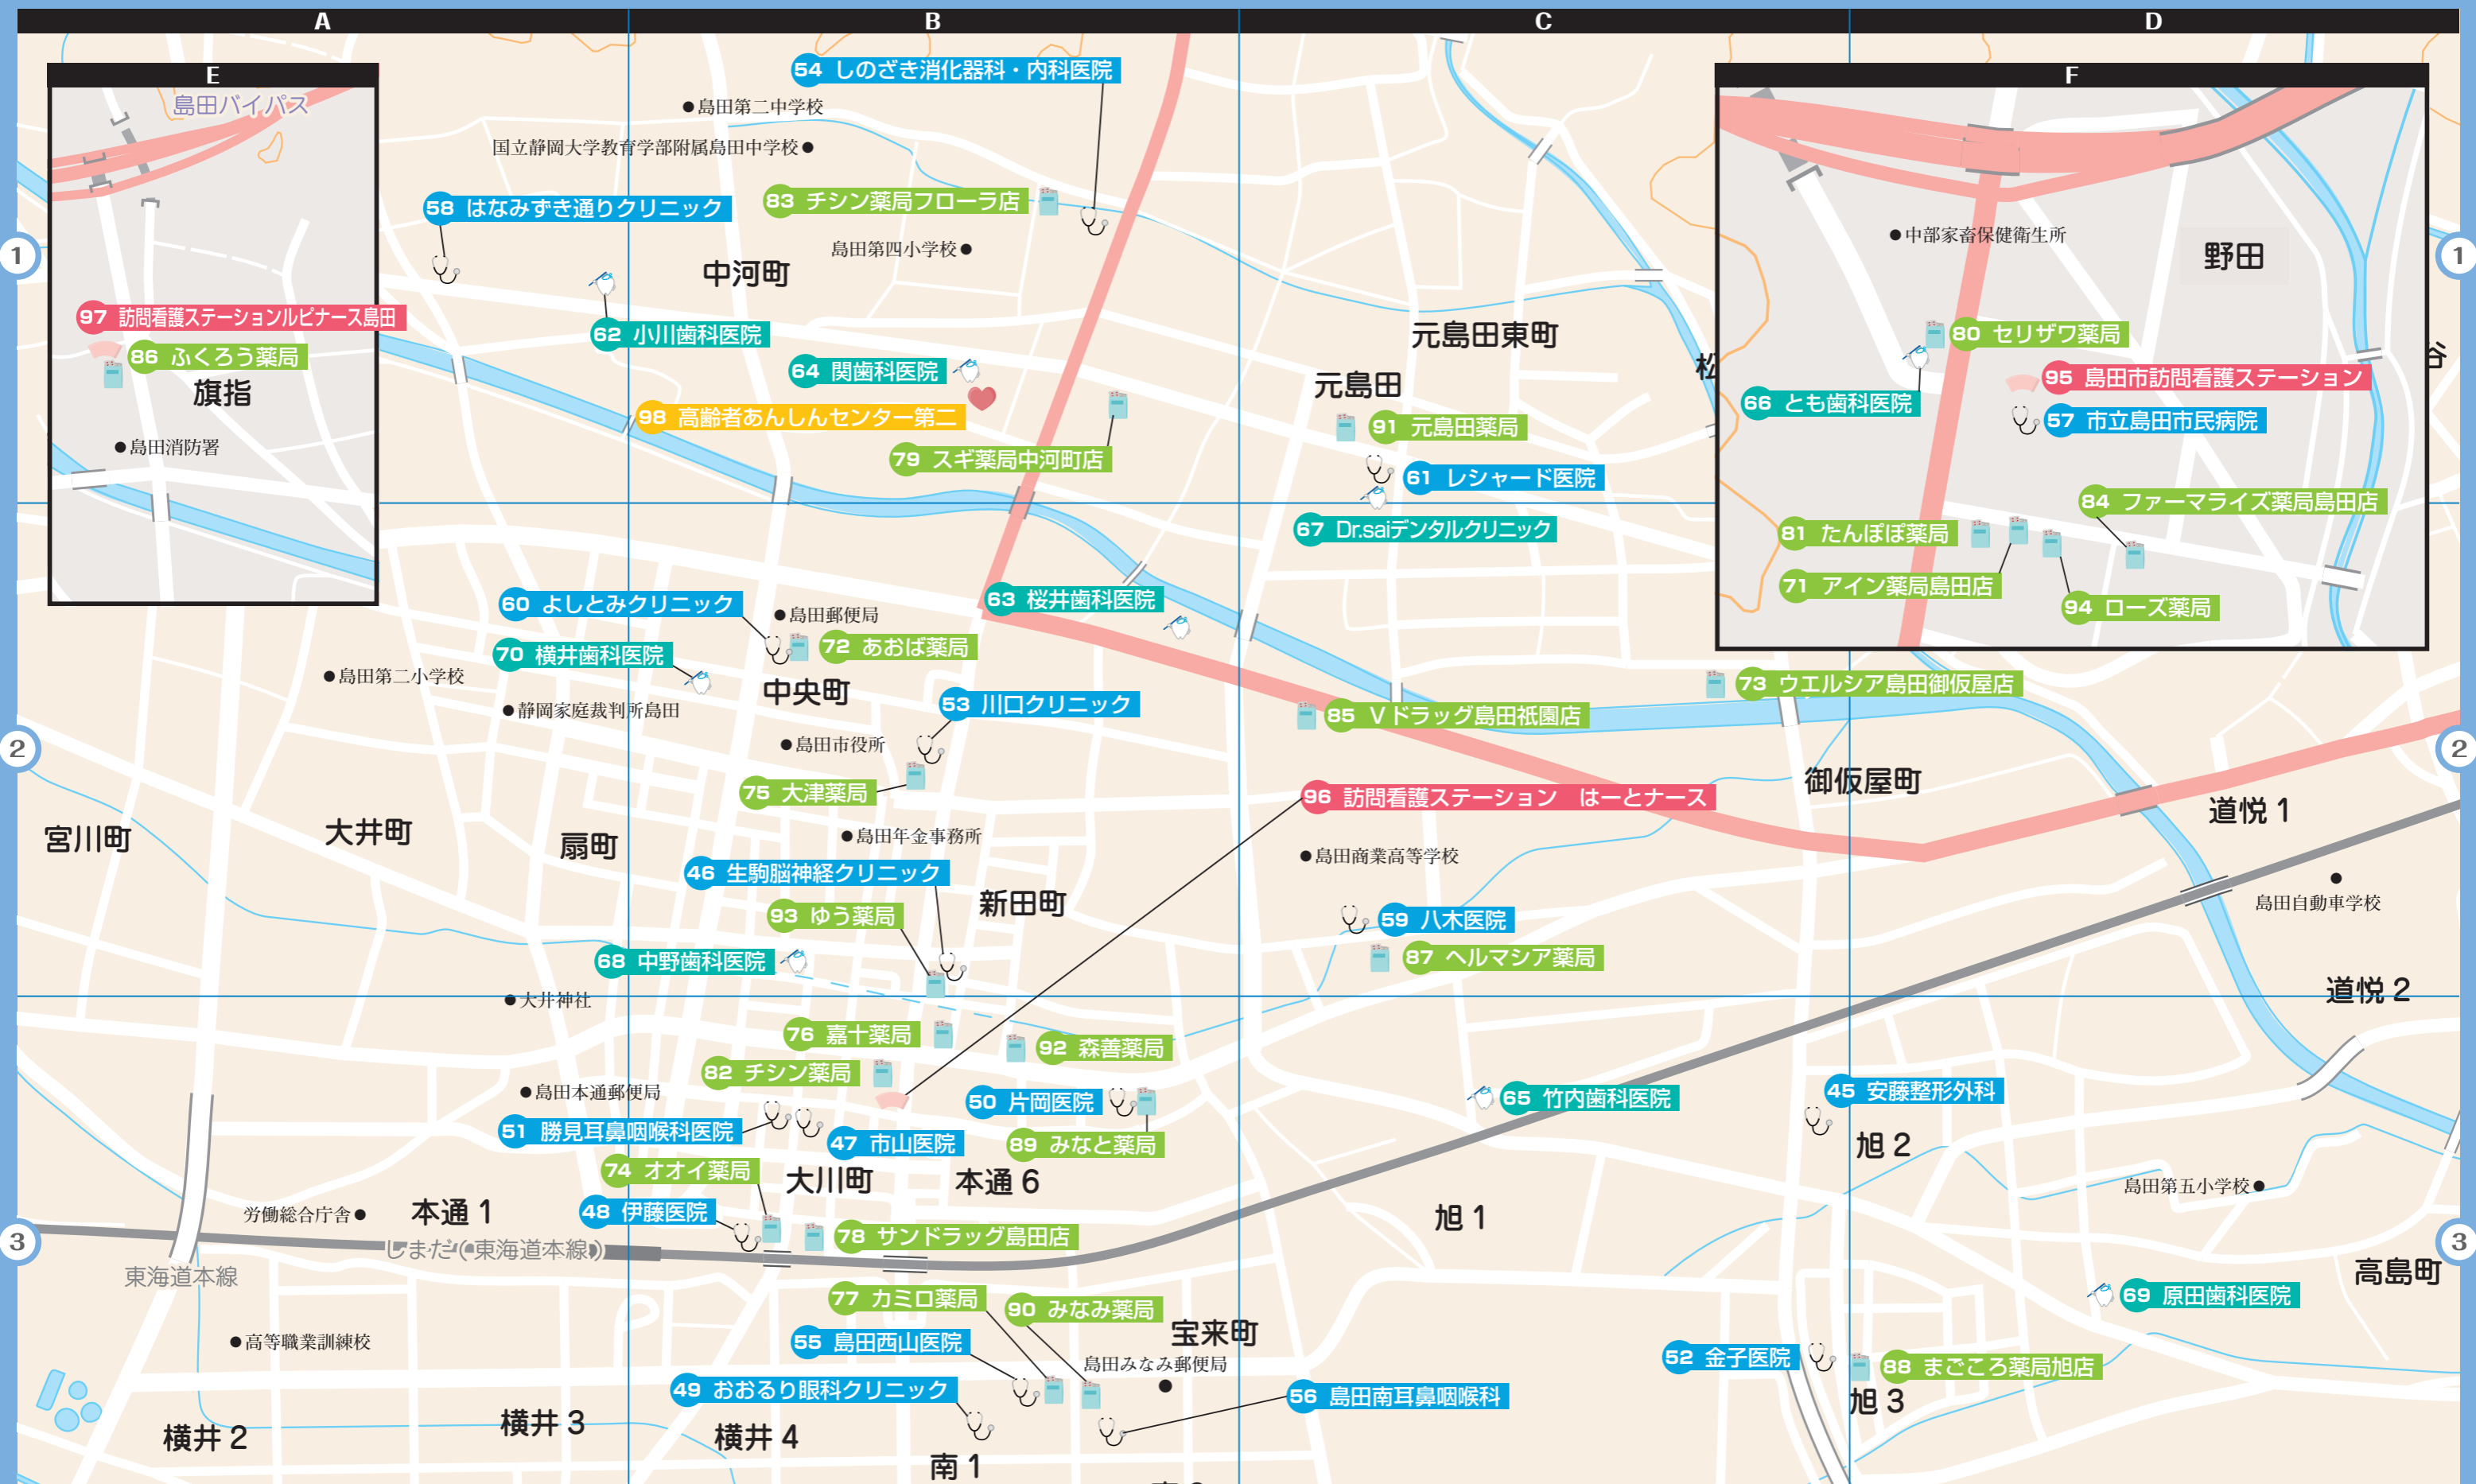 A
B
C
D
E
島田バイパス
97 訪問看護ステーションルピナース島田
86 ふくろう薬局
旗指
●島田消防署
F
●中部家畜保健衛生所
野田
80 セリザワ薬局
95 島田市訪問看護ステーション
66 とも歯科医院
57 市立島田市民病院
84 ファーマライズ薬局島田店
81 たんぽぽ薬局
71 アイン薬局島田店
94 ローズ薬局
1
1
54 しのざき消化器科・内科医院
●島田第二中学校
国立静岡大学教育学部附属島田中学校●
58 はなみずき通りクリニック
83 チシン薬局フローラ店
島田第四小学校●
中河町
62 小川歯科医院
64 関歯科医院
98 高齢者あんしんセンター第二
79 スギ薬局中河町店
元島田東町
元島田
松
谷
91 元島田薬局
61 レシャード医院
67 Dr.saiデンタルクリニック
60 よしとみクリニック
●島田郵便局
63 桜井歯科医院
70 横井歯科医院
72 あおば薬局
●島田第二小学校
中央町
73 ウエルシア島田御仮屋店
●静岡家庭裁判所島田
53 川口クリニック
85 Vドラッグ島田祇園店
2
●島田市役所
2
75 大津薬局
御仮屋町
96 訪問看護ステーション はーとナース
道悦 1
宮川町
大井町
扇町
●島田年金事務所
●島田商業高等学校
46 生駒脳神経クリニック
●
島田自動車学校
新田町
93 ゆう薬局
59 八木医院
68 中野歯科医院
87 ヘルマシア薬局
●大井神社
道悦 2
76 嘉十薬局
92 森善薬局
82 チシン薬局
●島田本通郵便局
50 片岡医院
65 竹内歯科医院
45 安藤整形外科
51 勝見耳鼻咽喉科医院
47 市山医院
89 みなと薬局
旭 2
74 オオイ薬局
大川町
本通 6
島田第五小学校●
労働総合庁舎●
本通 1
48 伊藤医院
旭 1
3
しまだ(東海道本線)
78 サンドラッグ島田店
3
東海道本線
高島町
77 カミロ薬局
90 みなみ薬局
69 原田歯科医院
●高等職業訓練校
55 島田西山医院
宝来町
島田みなみ郵便局
●
52 金子医院
88 まごころ薬局旭店
49 おおるり眼科クリニック
56 島田南耳鼻咽喉科
旭 3
横井 2
横井 3
横井 4
南 1